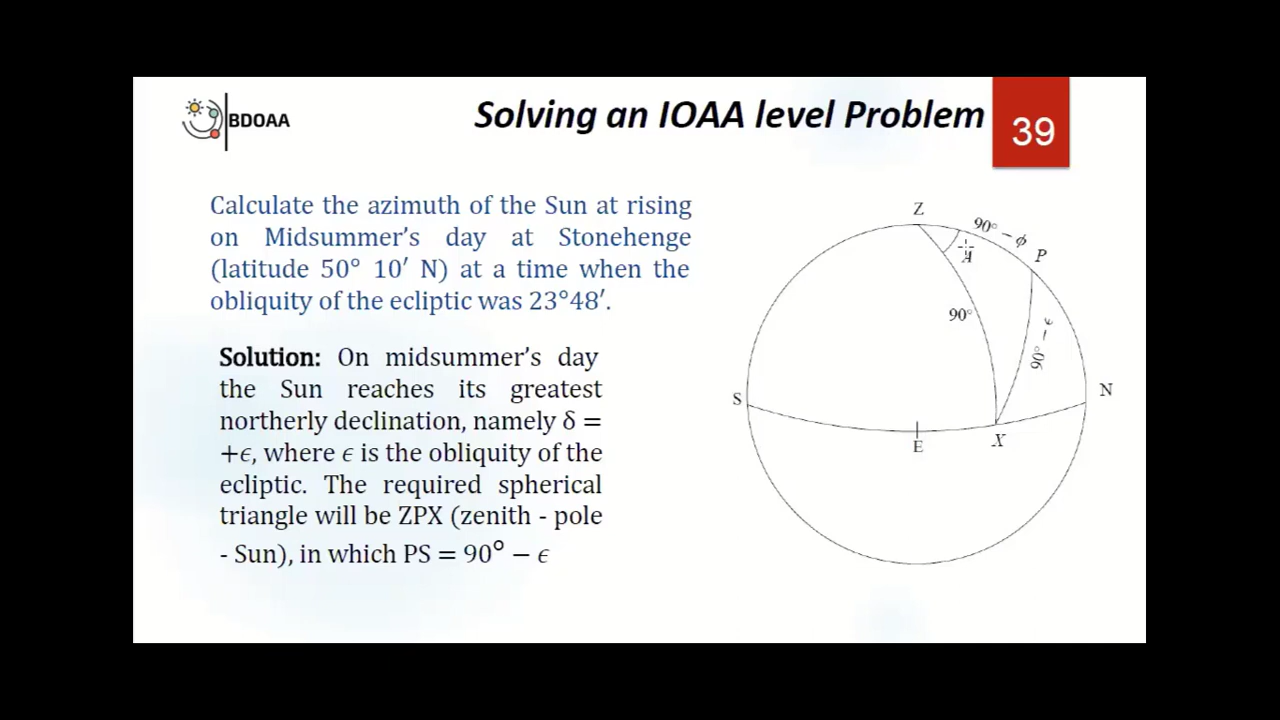 BDOAA
Solving an IOAA level Problem
39
Calculate the azimuth of the Sun at rising
on Midsummer's day at Stonehenge
(latitude 50° 10′ N) at a time when the
obliquity of the ecliptic was 23°48′.
Solution: On midsummer's day
the Sun reaches its greatest
northerly declination, namely δ =
+ϵ, where ϵ is the obliquity of the
ecliptic. The required spherical
triangle will be ZPX (zenith - pole
- Sun), in which PS = 90° − ϵ
Z
90° − ϕ
A
P
90°
90° − ϵ
S
N
E
X